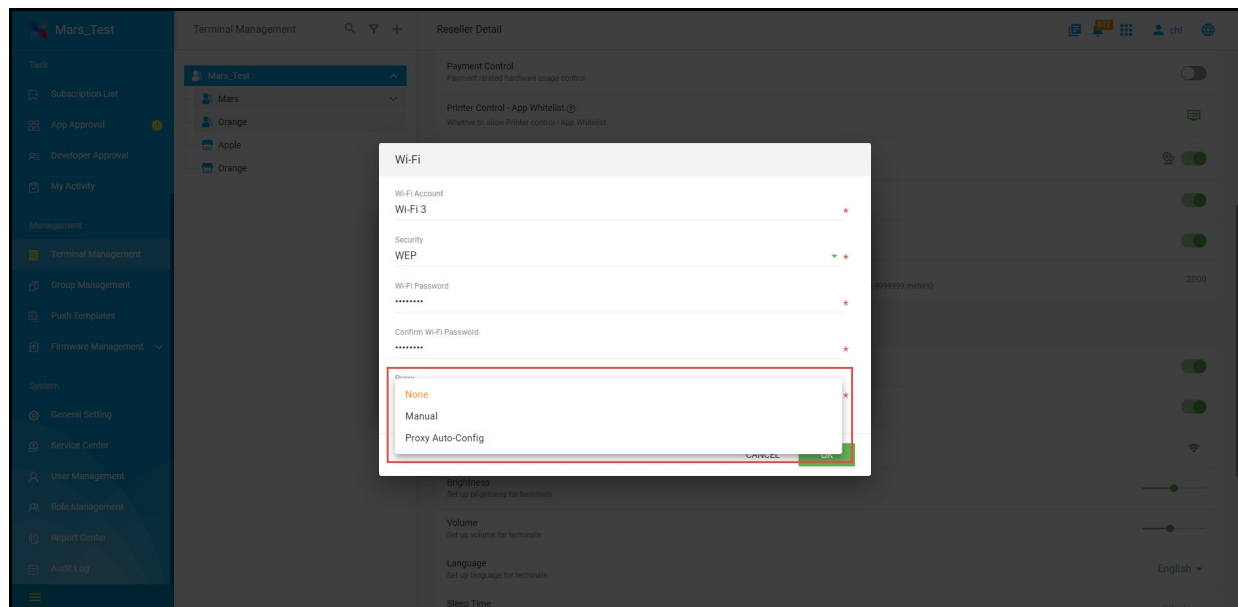 Mars_Test
Terminal Management
Reseller Detail
chi
Task
Subscription List
App Approval
Developer Approval
My Activity
Management
Terminal Management
Group Management
Push Templates
Firmware Management
System
General Setting
Service Center
User Management
Role Management
Report Center
Audit Log
Mars_Test
Mars
Orange
Apple
Orange
Payment Control
Payment related hardware usage control
Printer Control - App Whitelist
Whether to allow Printer control - App Whitelist
2000
9999999 meters)
Wi-Fi
Wi-Fi Account
Wi-Fi 3 *
Security
WEP *
Wi-Fi Password
•••••••• *
Confirm Wi-Fi Password
•••••••• *
Proxy
None *
Manual
Proxy Auto-Config
CANCEL OK
Brightness
Set up brightness for terminals
Volume
Set up volume for terminals
Language
Set up language for terminals
English
Sleep Time